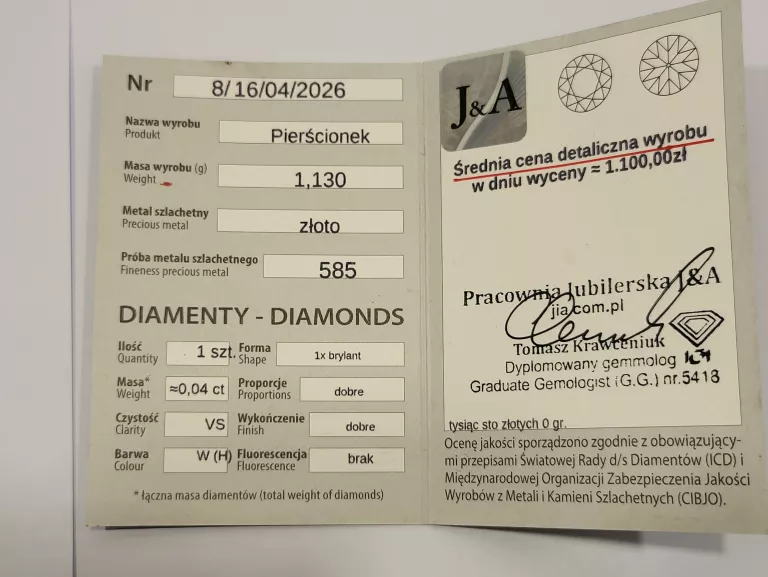 Nr 8/16/04/2026
Nazwa wyrobu
Produkt
Pierścionek
Masa wyrobu (g)
Weight
1,130
Metal szlachetny
Precious metal
złoto
Próba metalu szlachetnego
Fineness precious metal
585
DIAMENTY - DIAMONDS
Ilość
Quantity
1 szt.
Forma
Shape
1x brylant
Masa*
Weight
≈0,04 ct
Proporcje
Proportions
dobre
Czystość
Clarity
VS
Wykończenie
Finish
dobre
Barwa
Colour
W (H)
Fluorescencja
Fluorescence
brak
* łączna masa diamentów (total weight of diamonds)
J&A
Średnia cena detaliczna wyrobu
w dniu wyceny ≈ 1.100,00zł
Pracownia Jubilerska J&A
jia.com.pl
Tomasz Krawceniuk
Dyplomowany gemmolog
Graduate Gemologist (G.G.) nr.5418
tysiąc sto złotych 0 gr.
Ocenę jakości sporządzono zgodnie z obowiązujący-
mi przepisami Światowej Rady d/s Diamentów (ICD) i
Międzynarodowej Organizacji Zabezpieczenia Jakości
Wyrobów z Metali i Kamieni Szlachetnych (CIBJO).